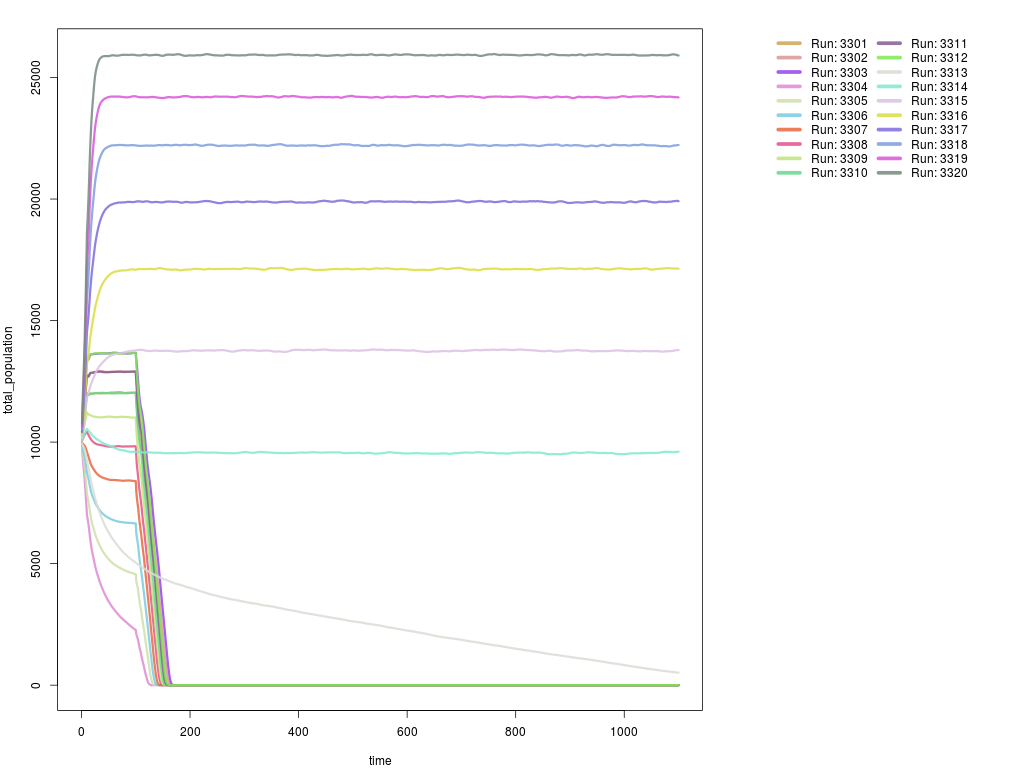 total_population
25000
20000
15000
10000
5000
0
0 200 400 600 800 1000
time
Run: 3301 Run: 3311
Run: 3302 Run: 3312
Run: 3303 Run: 3313
Run: 3304 Run: 3314
Run: 3305 Run: 3315
Run: 3306 Run: 3316
Run: 3307 Run: 3317
Run: 3308 Run: 3318
Run: 3309 Run: 3319
Run: 3310 Run: 3320